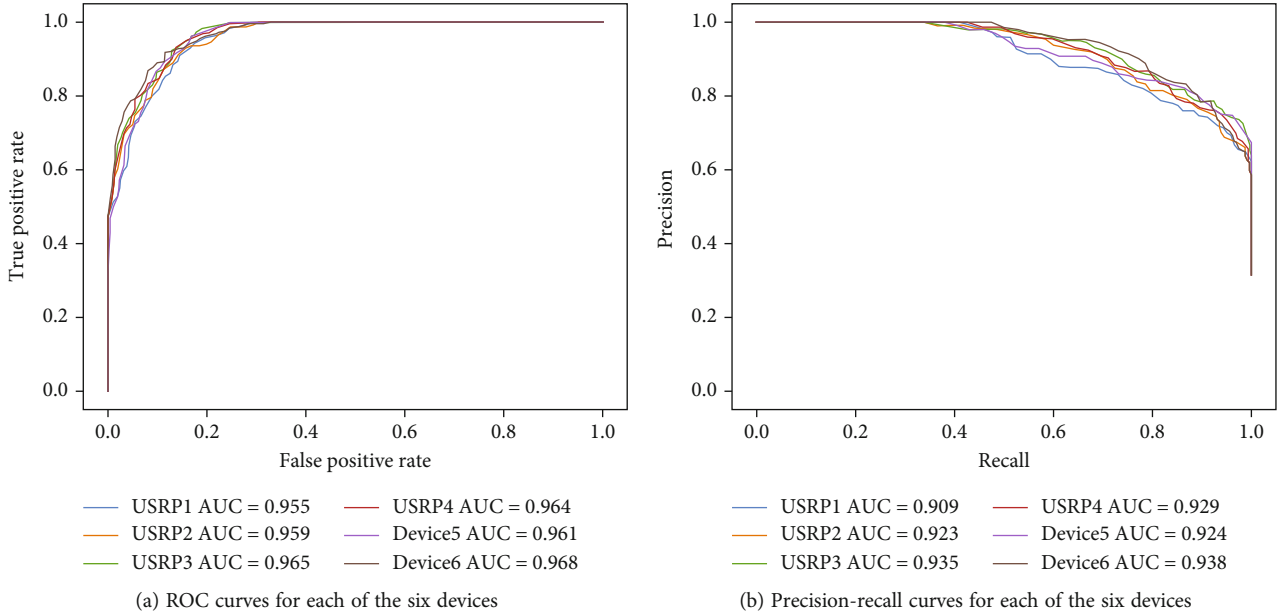 1.0
0.8
0.6
0.4
0.2
0.0
True positive rate
0.0 0.2 0.4 0.6 0.8 1.0
False positive rate
USRP1 AUC = 0.955 USRP4 AUC = 0.964
USRP2 AUC = 0.959 Device5 AUC = 0.961
USRP3 AUC = 0.965 Device6 AUC = 0.968
(a) ROC curves for each of the six devices
1.0
0.8
0.6
0.4
0.2
0.0
Precision
0.0 0.2 0.4 0.6 0.8 1.0
Recall
USRP1 AUC = 0.909 USRP4 AUC = 0.929
USRP2 AUC = 0.923 Device5 AUC = 0.924
USRP3 AUC = 0.935 Device6 AUC = 0.938
(b) Precision-recall curves for each of the six devices